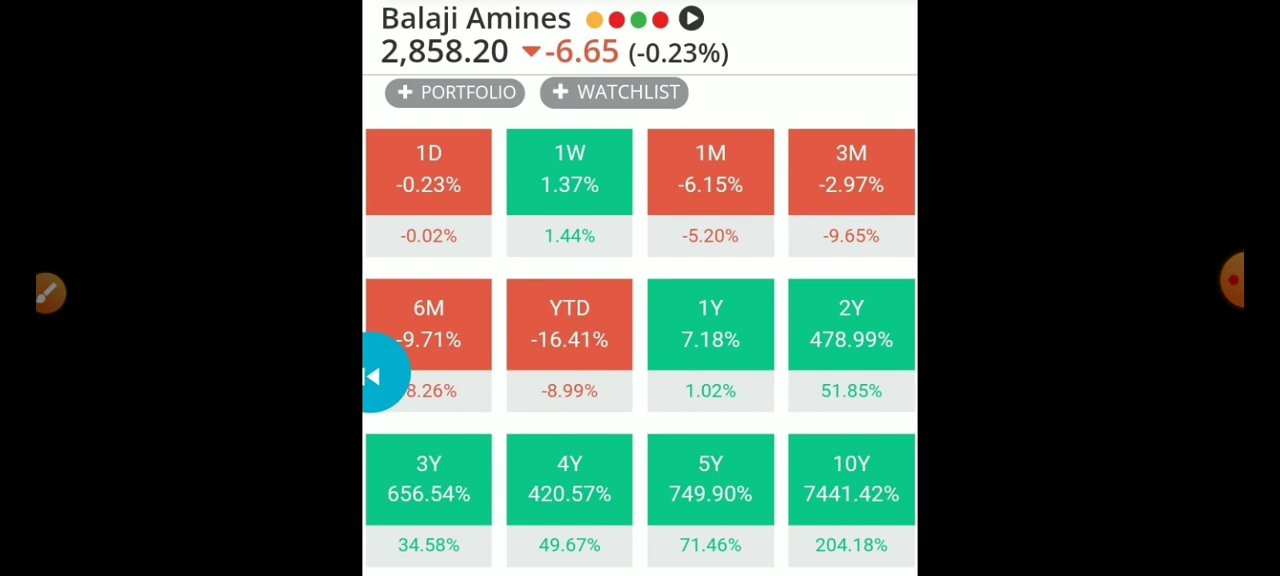 Balaji Amines
2,858.20 -6.65 (-0.23%)
+ PORTFOLIO + WATCHLIST
1D 1W 1M 3M
-0.23% 1.37% -6.15% -2.97%
-0.02% 1.44% -5.20% -9.65%
6M YTD 1Y 2Y
-9.71% -16.41% 7.18% 478.99%
8.26% -8.99% 1.02% 51.85%
3Y 4Y 5Y 10Y
656.54% 420.57% 749.90% 7441.42%
34.58% 49.67% 71.46% 204.18%